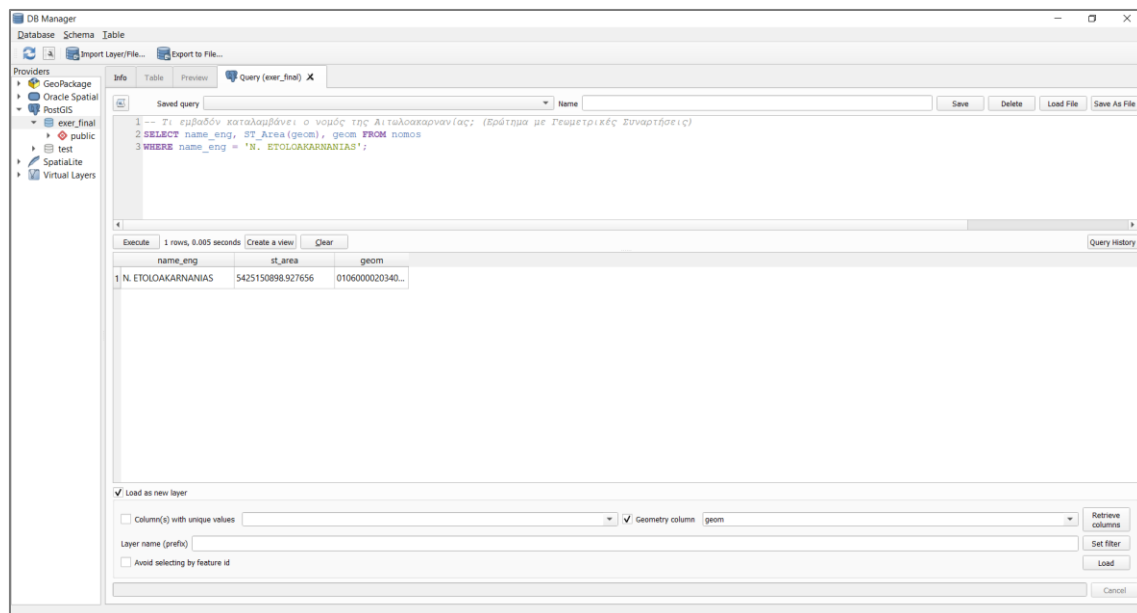 DB Manager
Database Schema Table
Import Layer/File... Export to File...
Providers
GeoPackage
Oracle Spatial
PostGIS
exer_final
public
test
SpatiaLite
Virtual Layers
Info Table Preview Query (exer_final) X
Saved query Name Save Delete Load File Save As File
1 -- Τι εμβαδόν καταλαμβάνει ο νομός της Αιτωλοακαρνανίας; (Ερώτημα με Γεωμετρικές Συναρτήσεις)
2 SELECT name_eng, ST_Area(geom), geom FROM nomos
3 WHERE name_eng = 'N. ETOLOAKARNANIAS';
Execute 1 rows, 0.005 seconds Create a view Clear Query History
name_eng st_area geom
1 N. ETOLOAKARNANIAS 5425150898.927656 0106000020340...
Load as new layer
Column(s) with unique values Geometry column geom Retrieve columns
Layer name (prefix) Set filter
Avoid selecting by feature id Load
Cancel